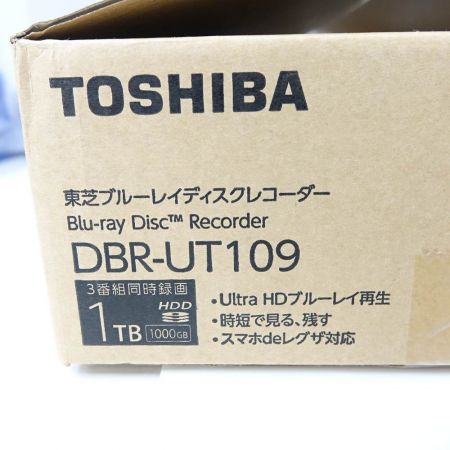 TOSHIBA
東芝ブルーレイディスクレコーダー
Blu-ray Disc™ Recorder
DBR-UT109
3番組同時録画
HDD
1TB 1000GB
•Ultra HDブルーレイ再生
•時短で見る、残す
•スマホdeレグザ対応